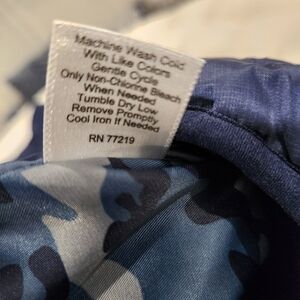 Machine Wash Cold
With Like Colors
Gentle Cycle
Only Non-Chlorine Bleach
When Needed
Tumble Dry Low
Remove Promptly
Cool Iron If Needed
RN 77219